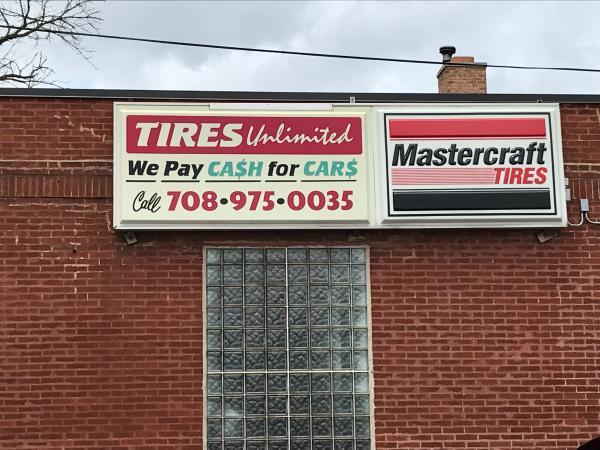 TIRES Unlimited
We Pay CA$H for CAR$
Call 708•975•0035
Mastercraft
TIRES